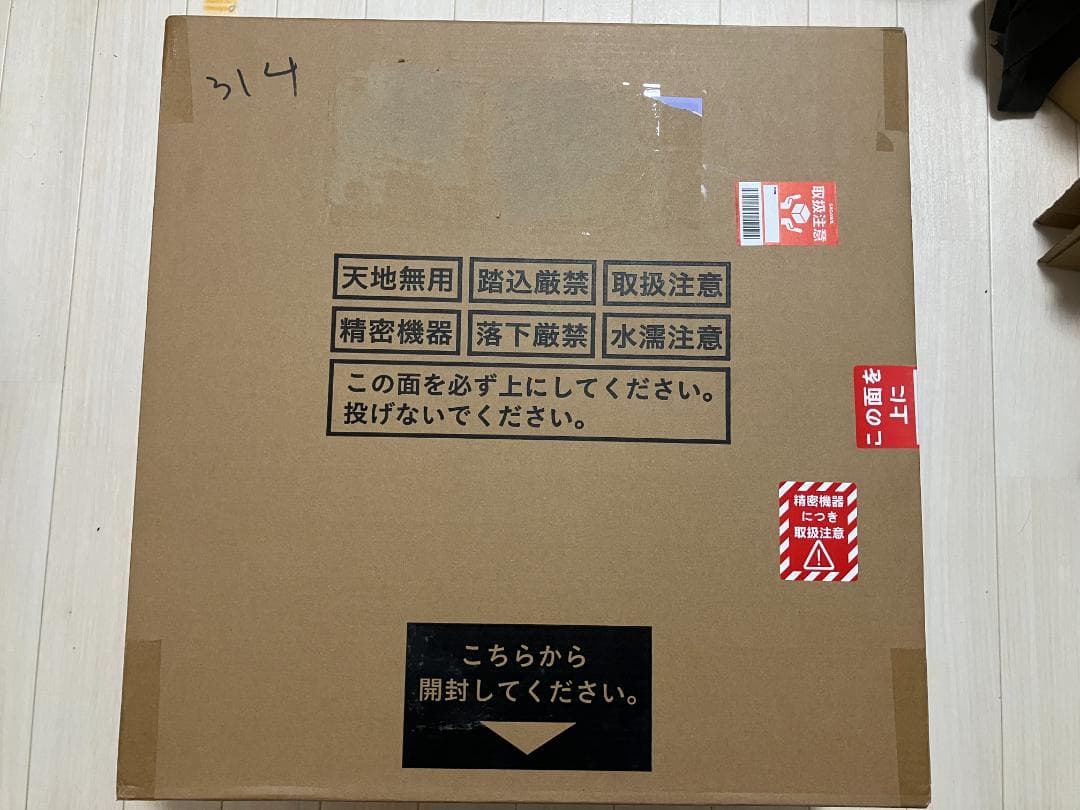 314
取扱注意
天地無用 踏込厳禁 取扱注意
精密機器 落下厳禁 水濡注意
この面を必ず上にしてください。
投げないでください。
この面を
上に
精密機器
につき
取扱注意
こちらから
開封してください。